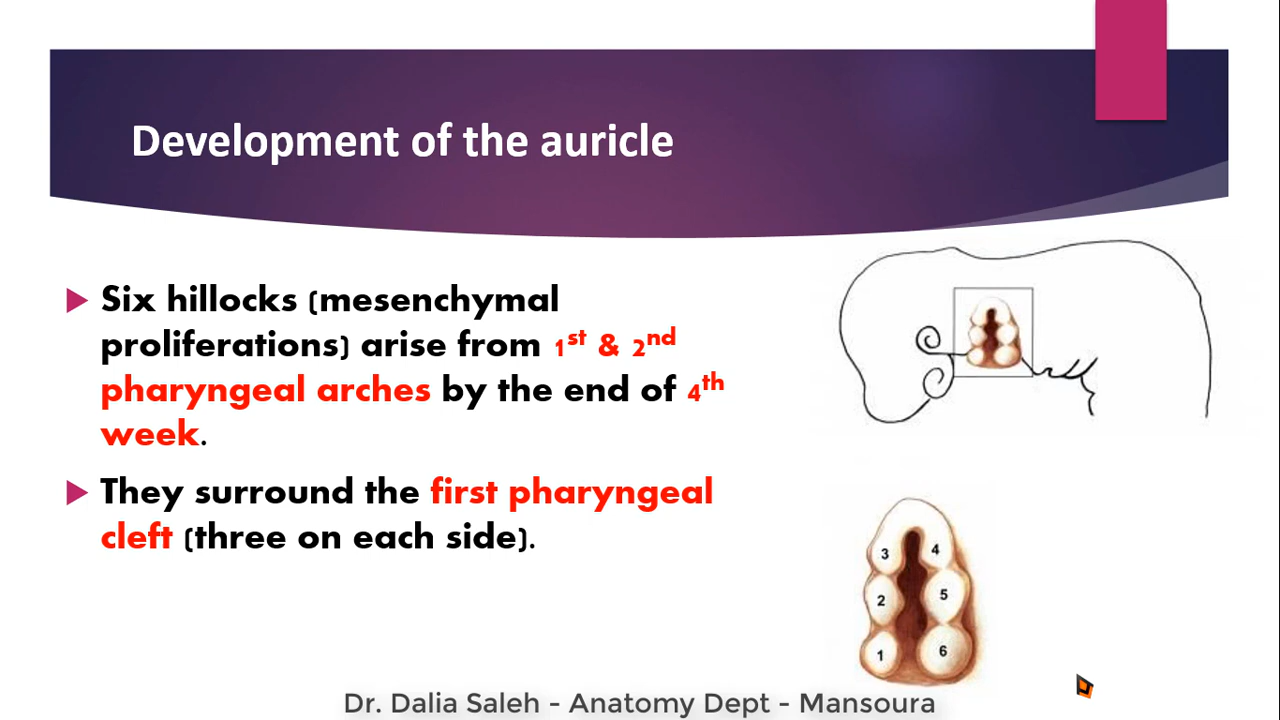 Development of the auricle
Six hillocks (mesenchymal
proliferations) arise from 1st & 2nd
pharyngeal arches by the end of 4th
week.
They surround the first pharyngeal
cleft (three on each side).
3 4
2 5
1 6
Dr. Dalia Saleh - Anatomy Dept - Mansoura